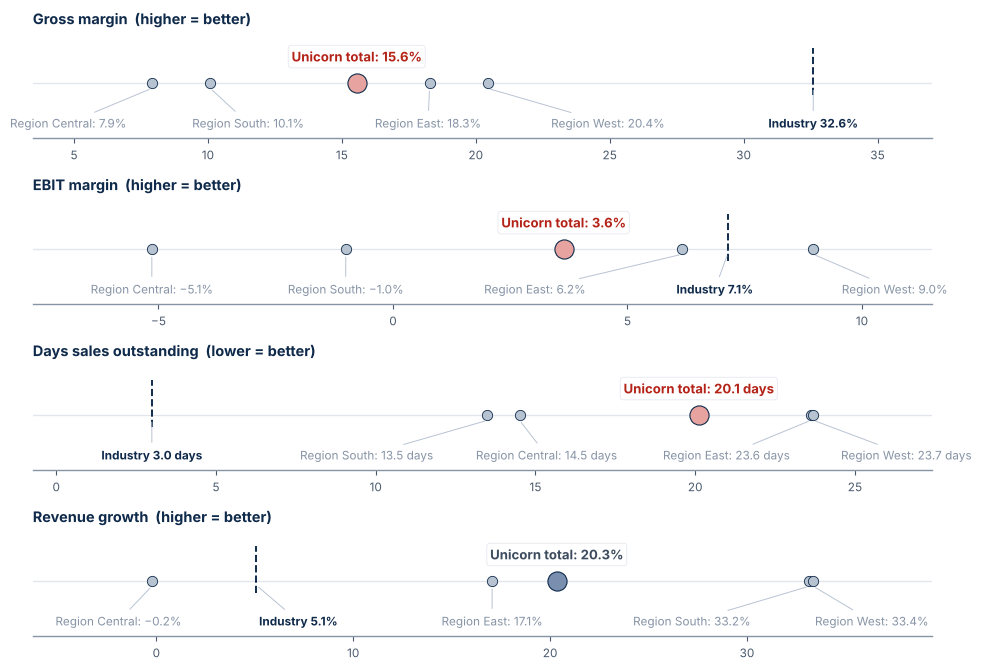 Gross margin  (higher = better)
Unicorn total: 15.6%
Region Central: 7.9%
Region South: 10.1%
Region East: 18.3%
Region West: 20.4%
Industry 32.6%
5
10
15
20
25
30
35
EBIT margin  (higher = better)
Unicorn total: 3.6%
Region Central: −5.1%
Region South: −1.0%
Region East: 6.2%
Industry 7.1%
Region West: 9.0%
−5
0
5
10
Days sales outstanding  (lower = better)
Unicorn total: 20.1 days
Industry 3.0 days
Region South: 13.5 days
Region Central: 14.5 days
Region East: 23.6 days
Region West: 23.7 days
0
5
10
15
20
25
Revenue growth  (higher = better)
Unicorn total: 20.3%
Region Central: −0.2%
Industry 5.1%
Region East: 17.1%
Region South: 33.2%
Region West: 33.4%
0
10
20
30